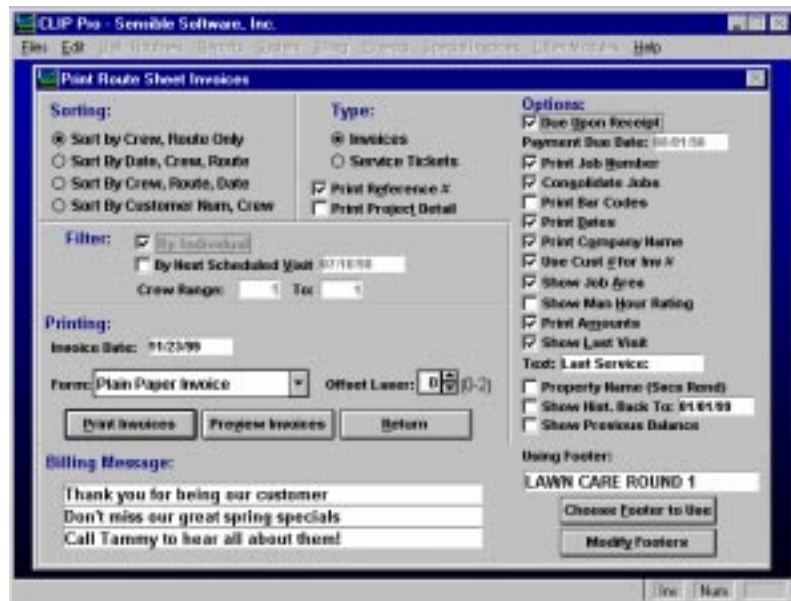 CLIP Pro - Sensible Software, Inc.
Files Edit Help
Print Route Sheet Invoices
Sorting:
Sort by Crew, Route Only
Sort By Date, Crew, Route
Sort By Crew, Route, Date
Sort By Customer Num, Crew
Type:
Invoices
Service Tickets
Print Reference #
Print Project Detail
Options:
Due Upon Receipt
Payment Due Date:
Print Job Number
Consolidate Jobs
Print Bar Codes
Print Dates
Print Company Name
Use Cust # for Inv #
Show Job Area
Show Man Hour Rating
Print Amounts
Show Last Visit
Text: Last Service:
Property Name (Secs Rend)
Show Hist. Back To: 01/01/99
Show Previous Balance
Filter:
By Individual
By Next Scheduled Visit
Crew Range: 1 To: 1
Printing:
Invoice Date: 11/23/99
Form: Plain Paper Invoice
Offset Laser: 0 (0-2)
Print Invoices
Preview Invoices
Return
Billing Message:
Thank you for being our customer
Don't miss our great spring specials
Call Tammy to hear all about them!
Using Footer:
LAWN CARE ROUND 1
Choose Footer to Use
Modify Footers
Ins Num